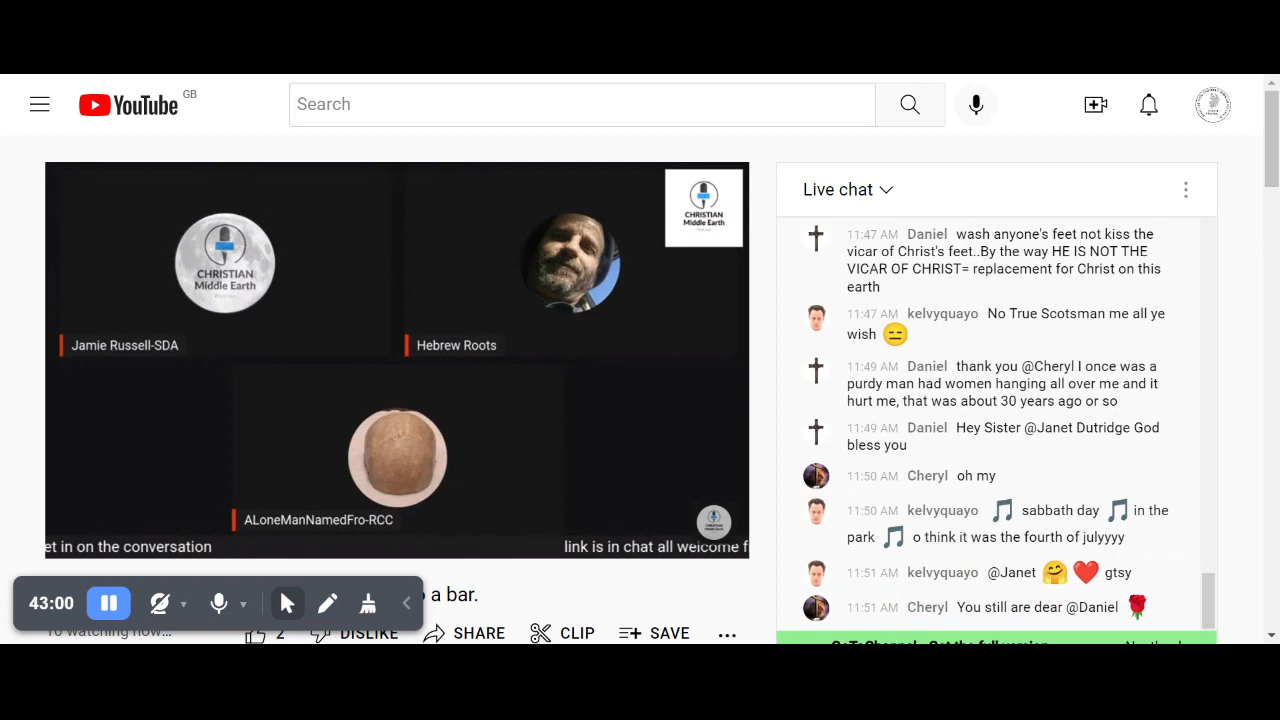 YouTube GB
Search
CHRISTIAN
Middle Earth
CHRISTIAN
Middle Earth
Podcast
Jamie Russell-SDA
Hebrew Roots
ALoneManNamedFro-RCC
et in on the conversation
link is in chat all welcome f
43:00
a bar.
10 watching now...
2
DISLIKE
SHARE
CLIP
SAVE
Live chat
11:47 AM Daniel wash anyone's feet not kiss the
vicar of Christ's feet..By the way HE IS NOT THE
VICAR OF CHRIST= replacement for Christ on this
earth
11:47 AM kelvyquayo No True Scotsman me all ye
wish 😑
11:49 AM Daniel thank you @Cheryl I once was a
purdy man had women hanging all over me and it
hurt me, that was about 30 years ago or so
11:49 AM Daniel Hey Sister @Janet Dutridge God
bless you
11:50 AM Cheryl oh my
11:50 AM kelvyquayo 🎵 sabbath day 🎵 in the
park 🎵 o think it was the fourth of julyyyy
11:51 AM kelvyquayo @Janet 🤗 ❤️ gtsy
11:51 AM Cheryl You still are dear @Daniel 🌹